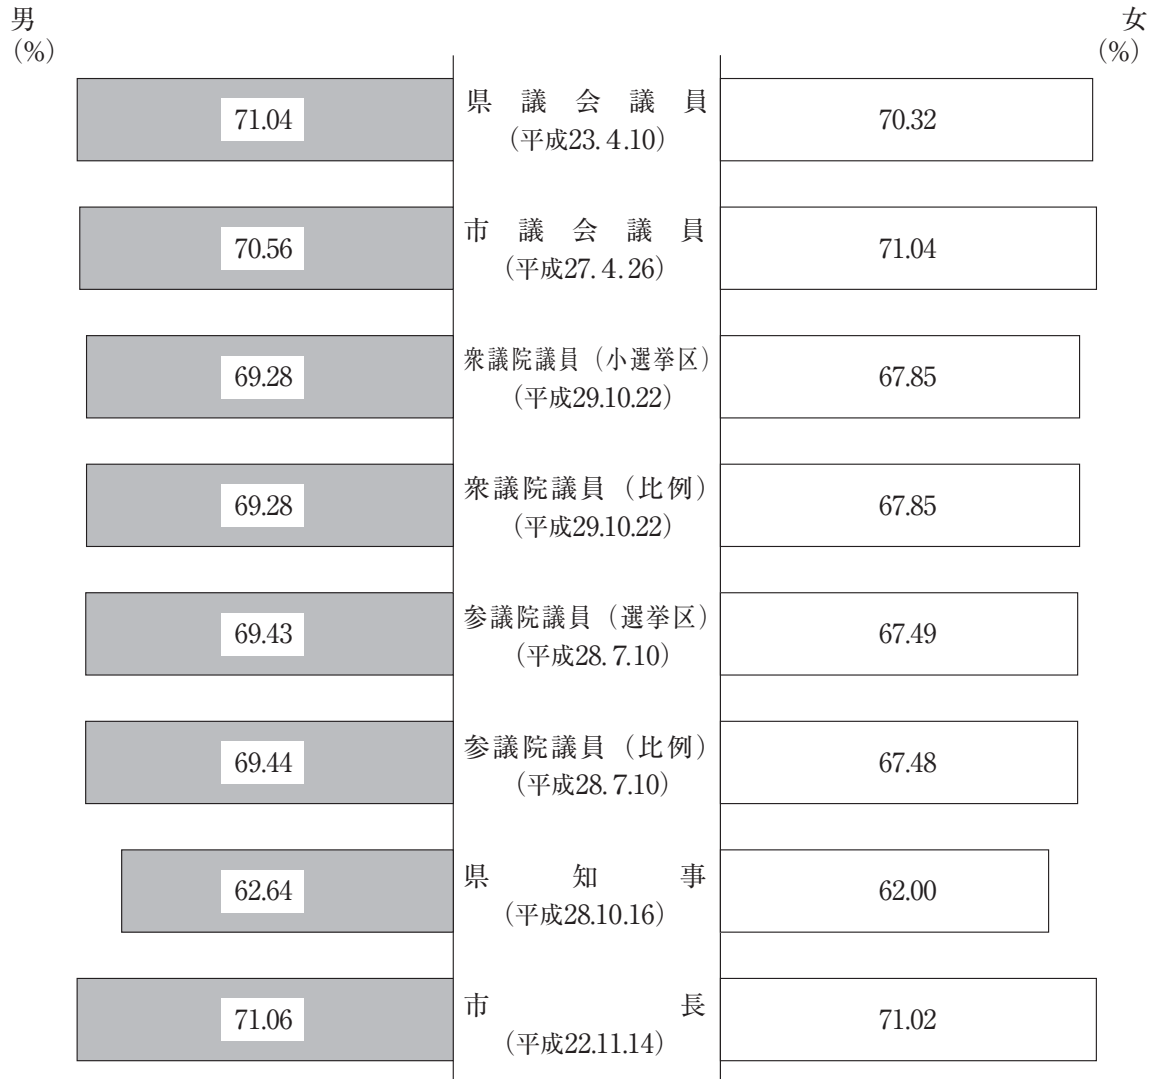 男
(%)
女
(%)
71.04
県議会議員
(平成23.4.10)
70.32
70.56
市議会議員
(平成27.4.26)
71.04
69.28
衆議院議員(小選挙区)
(平成29.10.22)
67.85
69.28
衆議院議員(比例)
(平成29.10.22)
67.85
69.43
参議院議員(選挙区)
(平成28.7.10)
67.49
69.44
参議院議員(比例)
(平成28.7.10)
67.48
62.64
県知事
(平成28.10.16)
62.00
71.06
市長
(平成22.11.14)
71.02